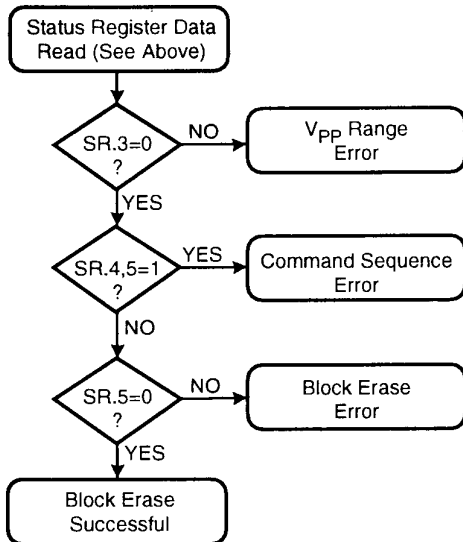 Status Register Data
Read (See Above)
SR.3=0
?
NO
VPP Range
Error
YES
SR.4,5=1
?
YES
Command Sequence
Error
NO
SR.5=0
?
NO
Block Erase
Error
YES
Block Erase
Successful